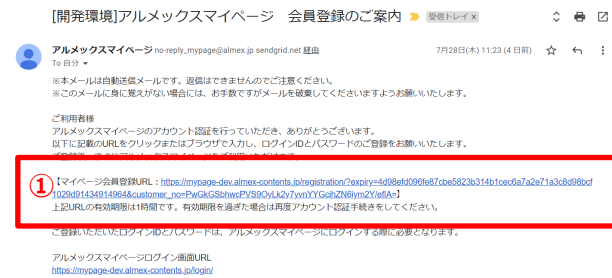 [開発環境]アルメックスマイページ 会員登録のご案内 受信トレイ×
アルメックスマイページ no-reply_mypage@almex.jp sendgrid.net 経由 7月28日(木) 11:23 (4 日前)
To 自分
※本メールは自動送信メールです。返信はできませんのでご注意ください。
※このメールに身に覚えがない場合には、お手数ですがメールを破棄してくださいますようお願いいたします。
ご利用者様
アルメックスマイページのアカウント認証を行っていただき、ありがとうございます。
以下に記載のURLをクリックまたはブラウザで入力し、ログインIDとパスワードのご登録をお願いいたします。
①
【マイページ会員登録URL：https://mypage-dev.almex-contents.jp/registration/?expiry=4d98efd096fe87cbe5823b314b1cec6a7a2e71a3c8d98bcf
1029d91434914964&customer_no=PwGkGSbhwcPVS9OyLk2y7yvnYYGcihZN6iym2Y/efIA=】
上記URLの有効期限は1時間です。有効期限を過ぎた場合は再度アカウント認証手続きをしてください。
ご登録いただいたログインIDとパスワードは、アルメックスマイページにログインする際に必要となります。
アルメックスマイページログイン画面URL
https://mypage-dev.almex-contents.jp/login/